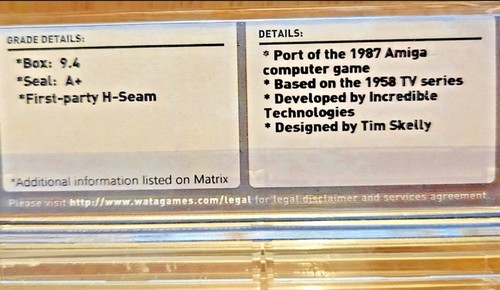 GRADE DETAILS:
*Box: 9.4
*Seal: A+
*First-party H-Seam
*Additional information listed on Matrix
DETAILS:
* Port of the 1987 Amiga
computer game
* Based on the 1958 TV series
* Developed by Incredible
Technologies
* Designed by Tim Skelly
Please visit http://www.watagames.com/legal for legal disclaimer and services agreement